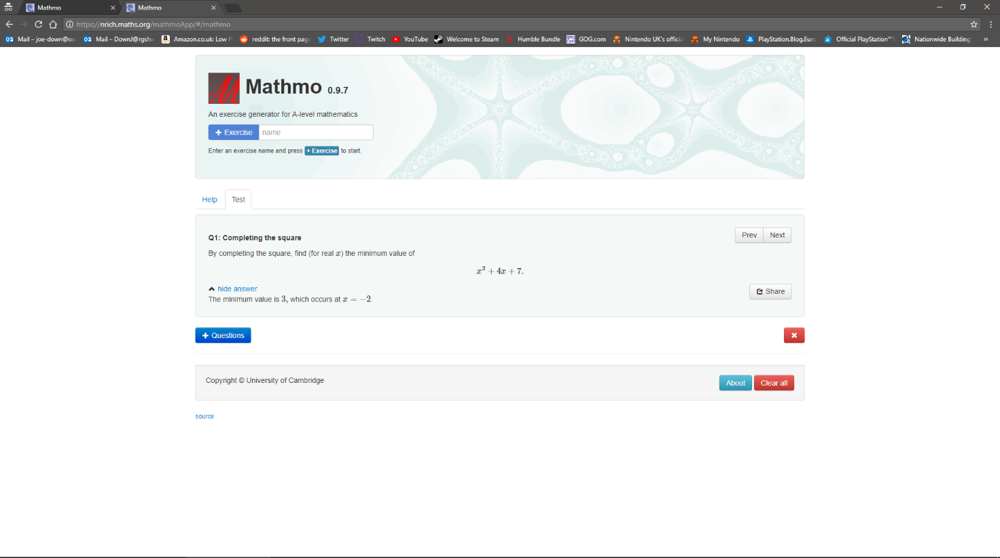 Mathmo
Mathmo
https://nrich.maths.org/mathmoApp/#/mathmo
Mail – joe-down@ou
Mail – DownJ@rgshw
Amazon.co.uk: Low P
reddit: the front page
Twitter
Twitch
YouTube
Welcome to Steam
Humble Bundle
GOG.com
Nintendo UK's officia
My Nintendo
PlayStation.Blog.Euro
Official PlayStation™S
Nationwide Building
»
Mathmo 0.9.7
An exercise generator for A-level mathematics
+ Exercise name
Enter an exercise name and press + Exercise to start.
Help Test
Q1: Completing the square
Prev Next
By completing the square, find (for real x) the minimum value of
x² + 4x + 7.
hide answer
Share
The minimum value is 3, which occurs at x = −2.
+ Questions
Copyright © University of Cambridge
About Clear all
source